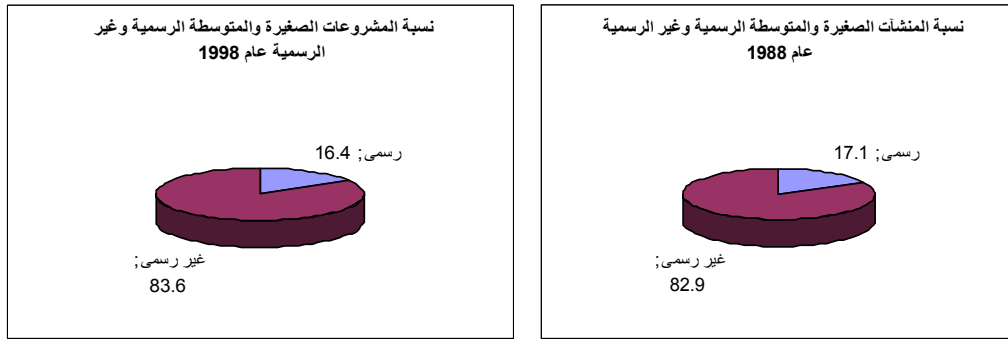 نسبة المنشآت الصغيرة والمتوسطة الرسمية وغير الرسمية
عام 1988
رسمى; 17.1
غير رسمى;
82.9
نسبة المشروعات الصغيرة والمتوسطة الرسمية وغير
الرسمية عام 1998
رسمى; 16.4
غير رسمى;
83.6